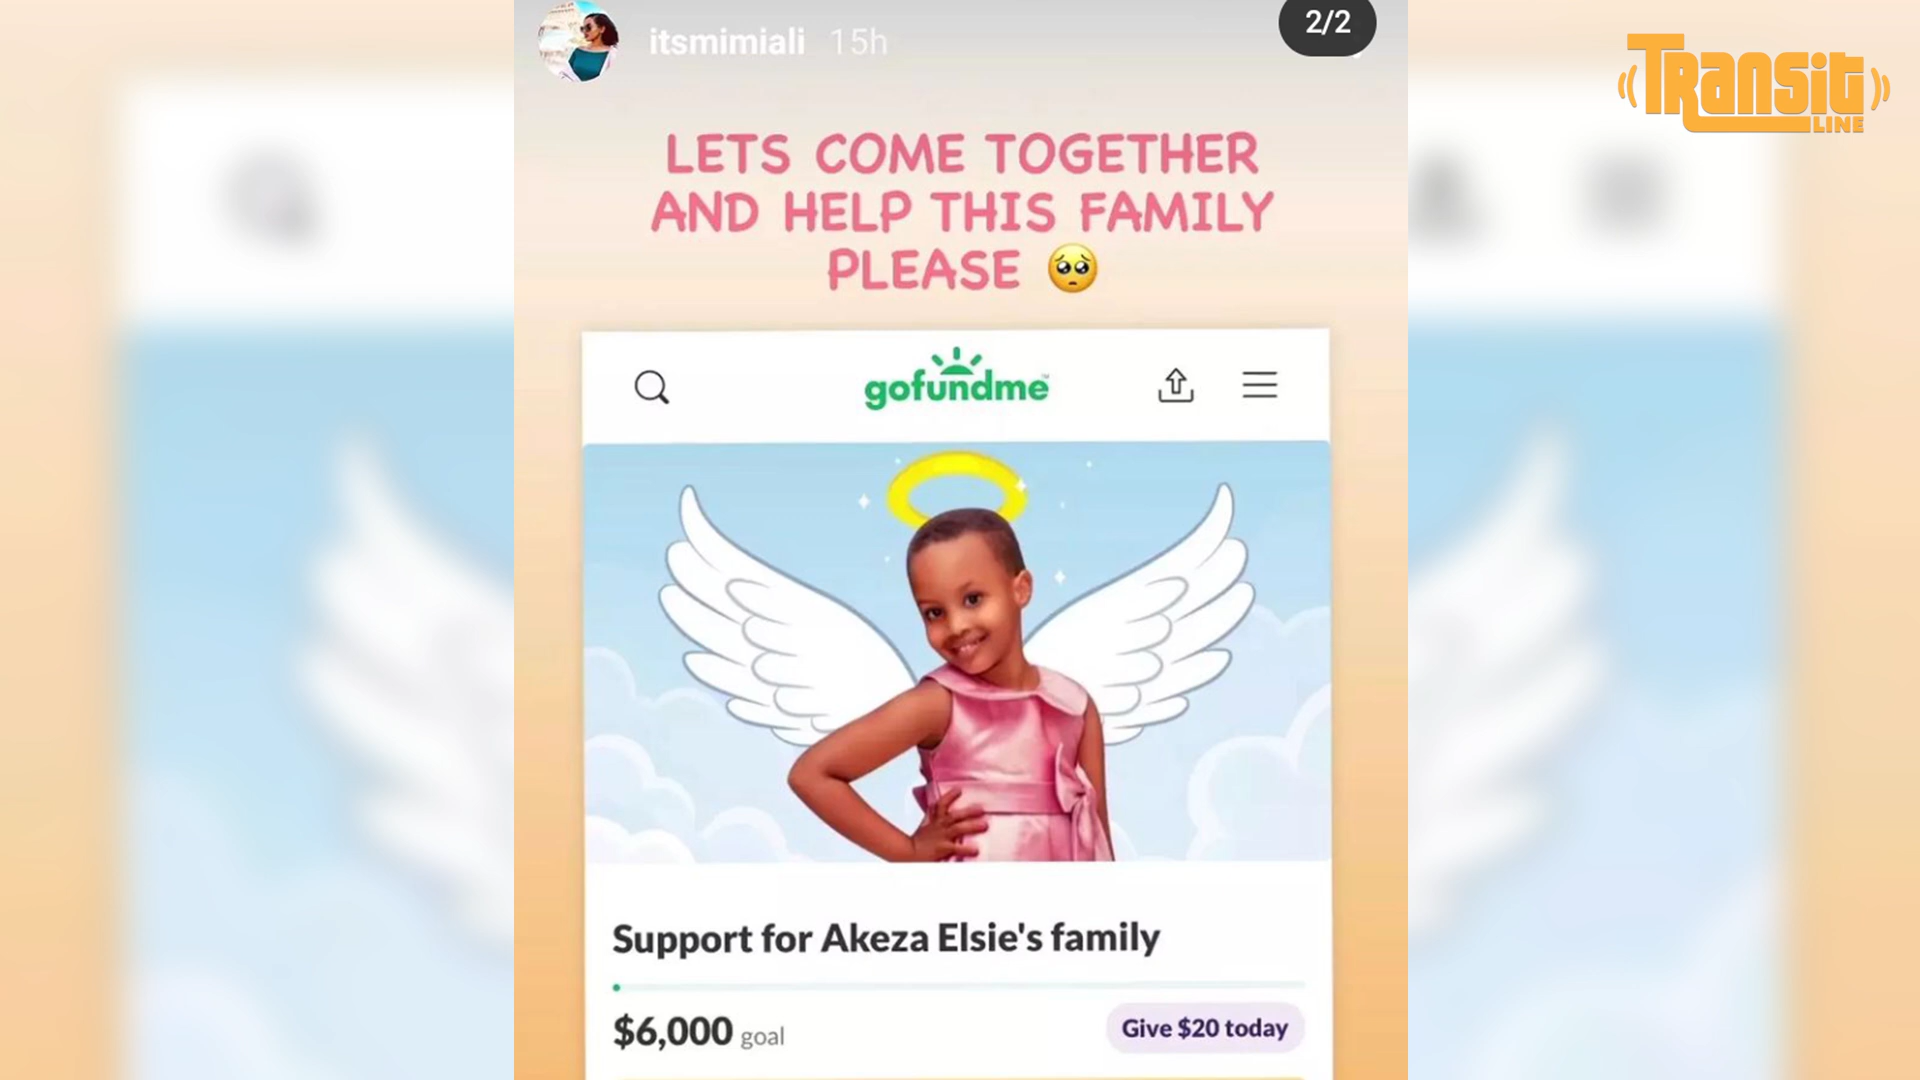 itsmimiali 15h
2/2
TRansit
LINE
LETS COME TOGETHER
AND HELP THIS FAMILY
PLEASE 🥺
gofundme™
Support for Akeza Elsie's family
$6,000 goal
Give $20 today